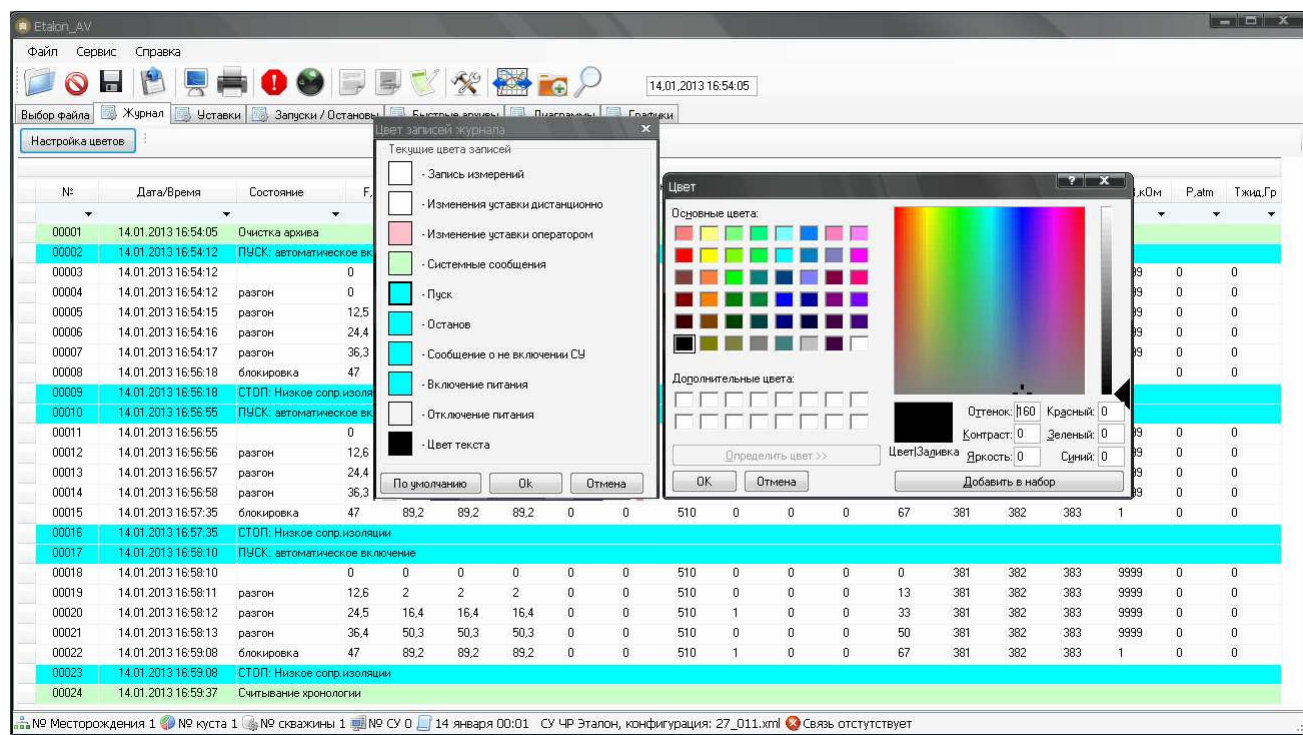 Etalon_AV
Файл Сервис Справка
14.01.2013 16:54:05
Выбор файла Журнал Уставки Запуски / Остановы Быстрые архивы Диаграммы Графики
Настройка цветов
Цвет записей журнала
Текущие цвета записей
- Запись измерений
- Изменения уставки дистанционно
- Изменение уставки оператором
- Системные сообщения
- Пуск
- Останов
- Сообщение о не включении СУ
- Включение питания
- Отключение питания
- Цвет текста
По умолчанию Ok Отмена
Цвет
Основные цвета:
Дополнительные цвета:
Определить цвет >>
OK Отмена
Цвет|Заливка
Оттенок: 160 Красный: 0
Контраст: 0 Зеленый: 0
Яркость: 0 Синий: 0
Добавить в набор
№ Дата/Время Состояние F, ,кОм P,atm Tжид,Гр
00001 14.01.2013 16:54:05 Очистка архива
00002 14.01.2013 16:54:12 ПУСК: автоматическое вк
00003 14.01.2013 16:54:12 0 99 0 0
00004 14.01.2013 16:54:12 разгон 0 99 0 0
00005 14.01.2013 16:54:15 разгон 12,5 99 0 0
00006 14.01.2013 16:54:16 разгон 24,4 99 0 0
00007 14.01.2013 16:54:17 разгон 36,3 99 0 0
00008 14.01.2013 16:56:18 блокировка 47 0 0
00009 14.01.2013 16:56:18 СТОП: Низкое сопр.изоля
00010 14.01.2013 16:56:55 ПУСК: автоматическое вк
00011 14.01.2013 16:56:55 0 99 0 0
00012 14.01.2013 16:56:56 разгон 12,6 99 0 0
00013 14.01.2013 16:56:57 разгон 24,4 99 0 0
00014 14.01.2013 16:56:58 разгон 36,3 99 0 0
00015 14.01.2013 16:57:35 блокировка 47 89,2 89,2 89,2 0 0 510 0 0 0 67 381 382 383 1 0 0
00016 14.01.2013 16:57:35 СТОП: Низкое сопр.изоляции
00017 14.01.2013 16:58:10 ПУСК: автоматическое включение
00018 14.01.2013 16:58:10 0 0 0 0 0 0 510 0 0 0 0 381 382 383 9999 0 0
00019 14.01.2013 16:58:11 разгон 12,6 2 2 2 0 0 510 0 0 0 13 381 382 383 9999 0 0
00020 14.01.2013 16:58:12 разгон 24,5 16,4 16,4 16,4 0 0 510 1 0 0 33 381 382 383 9999 0 0
00021 14.01.2013 16:58:13 разгон 36,4 50,3 50,3 50,3 0 0 510 0 0 0 50 381 382 383 9999 0 0
00022 14.01.2013 16:59:08 блокировка 47 89,2 89,2 89,2 0 0 510 1 0 0 67 381 382 383 1 0 0
00023 14.01.2013 16:59:08 СТОП: Низкое сопр.изоляции
00024 14.01.2013 16:59:37 Считывание хронологии
№ Месторождения 1 № куста 1 № скважины 1 № СУ 0 14 января 00:01 СУ ЧР Эталон, конфигурация: 27_011.xml Связь отстутствует